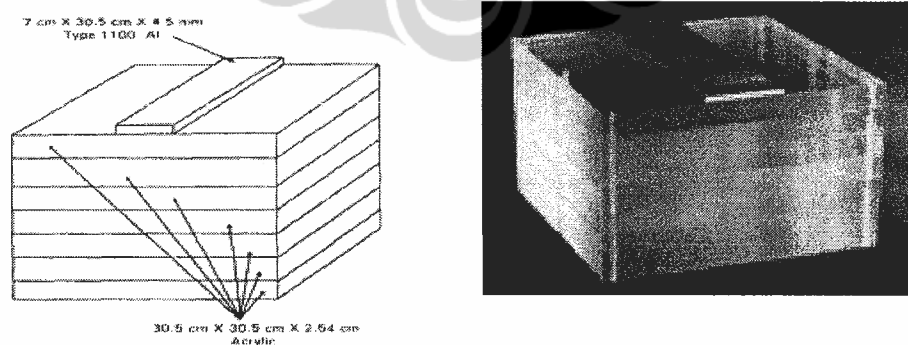 7 cm X 30.5 cm X 4.5 mm
Type 1100 Al
30.5 cm X 30.5 cm X 2.54 cm
Acrylic